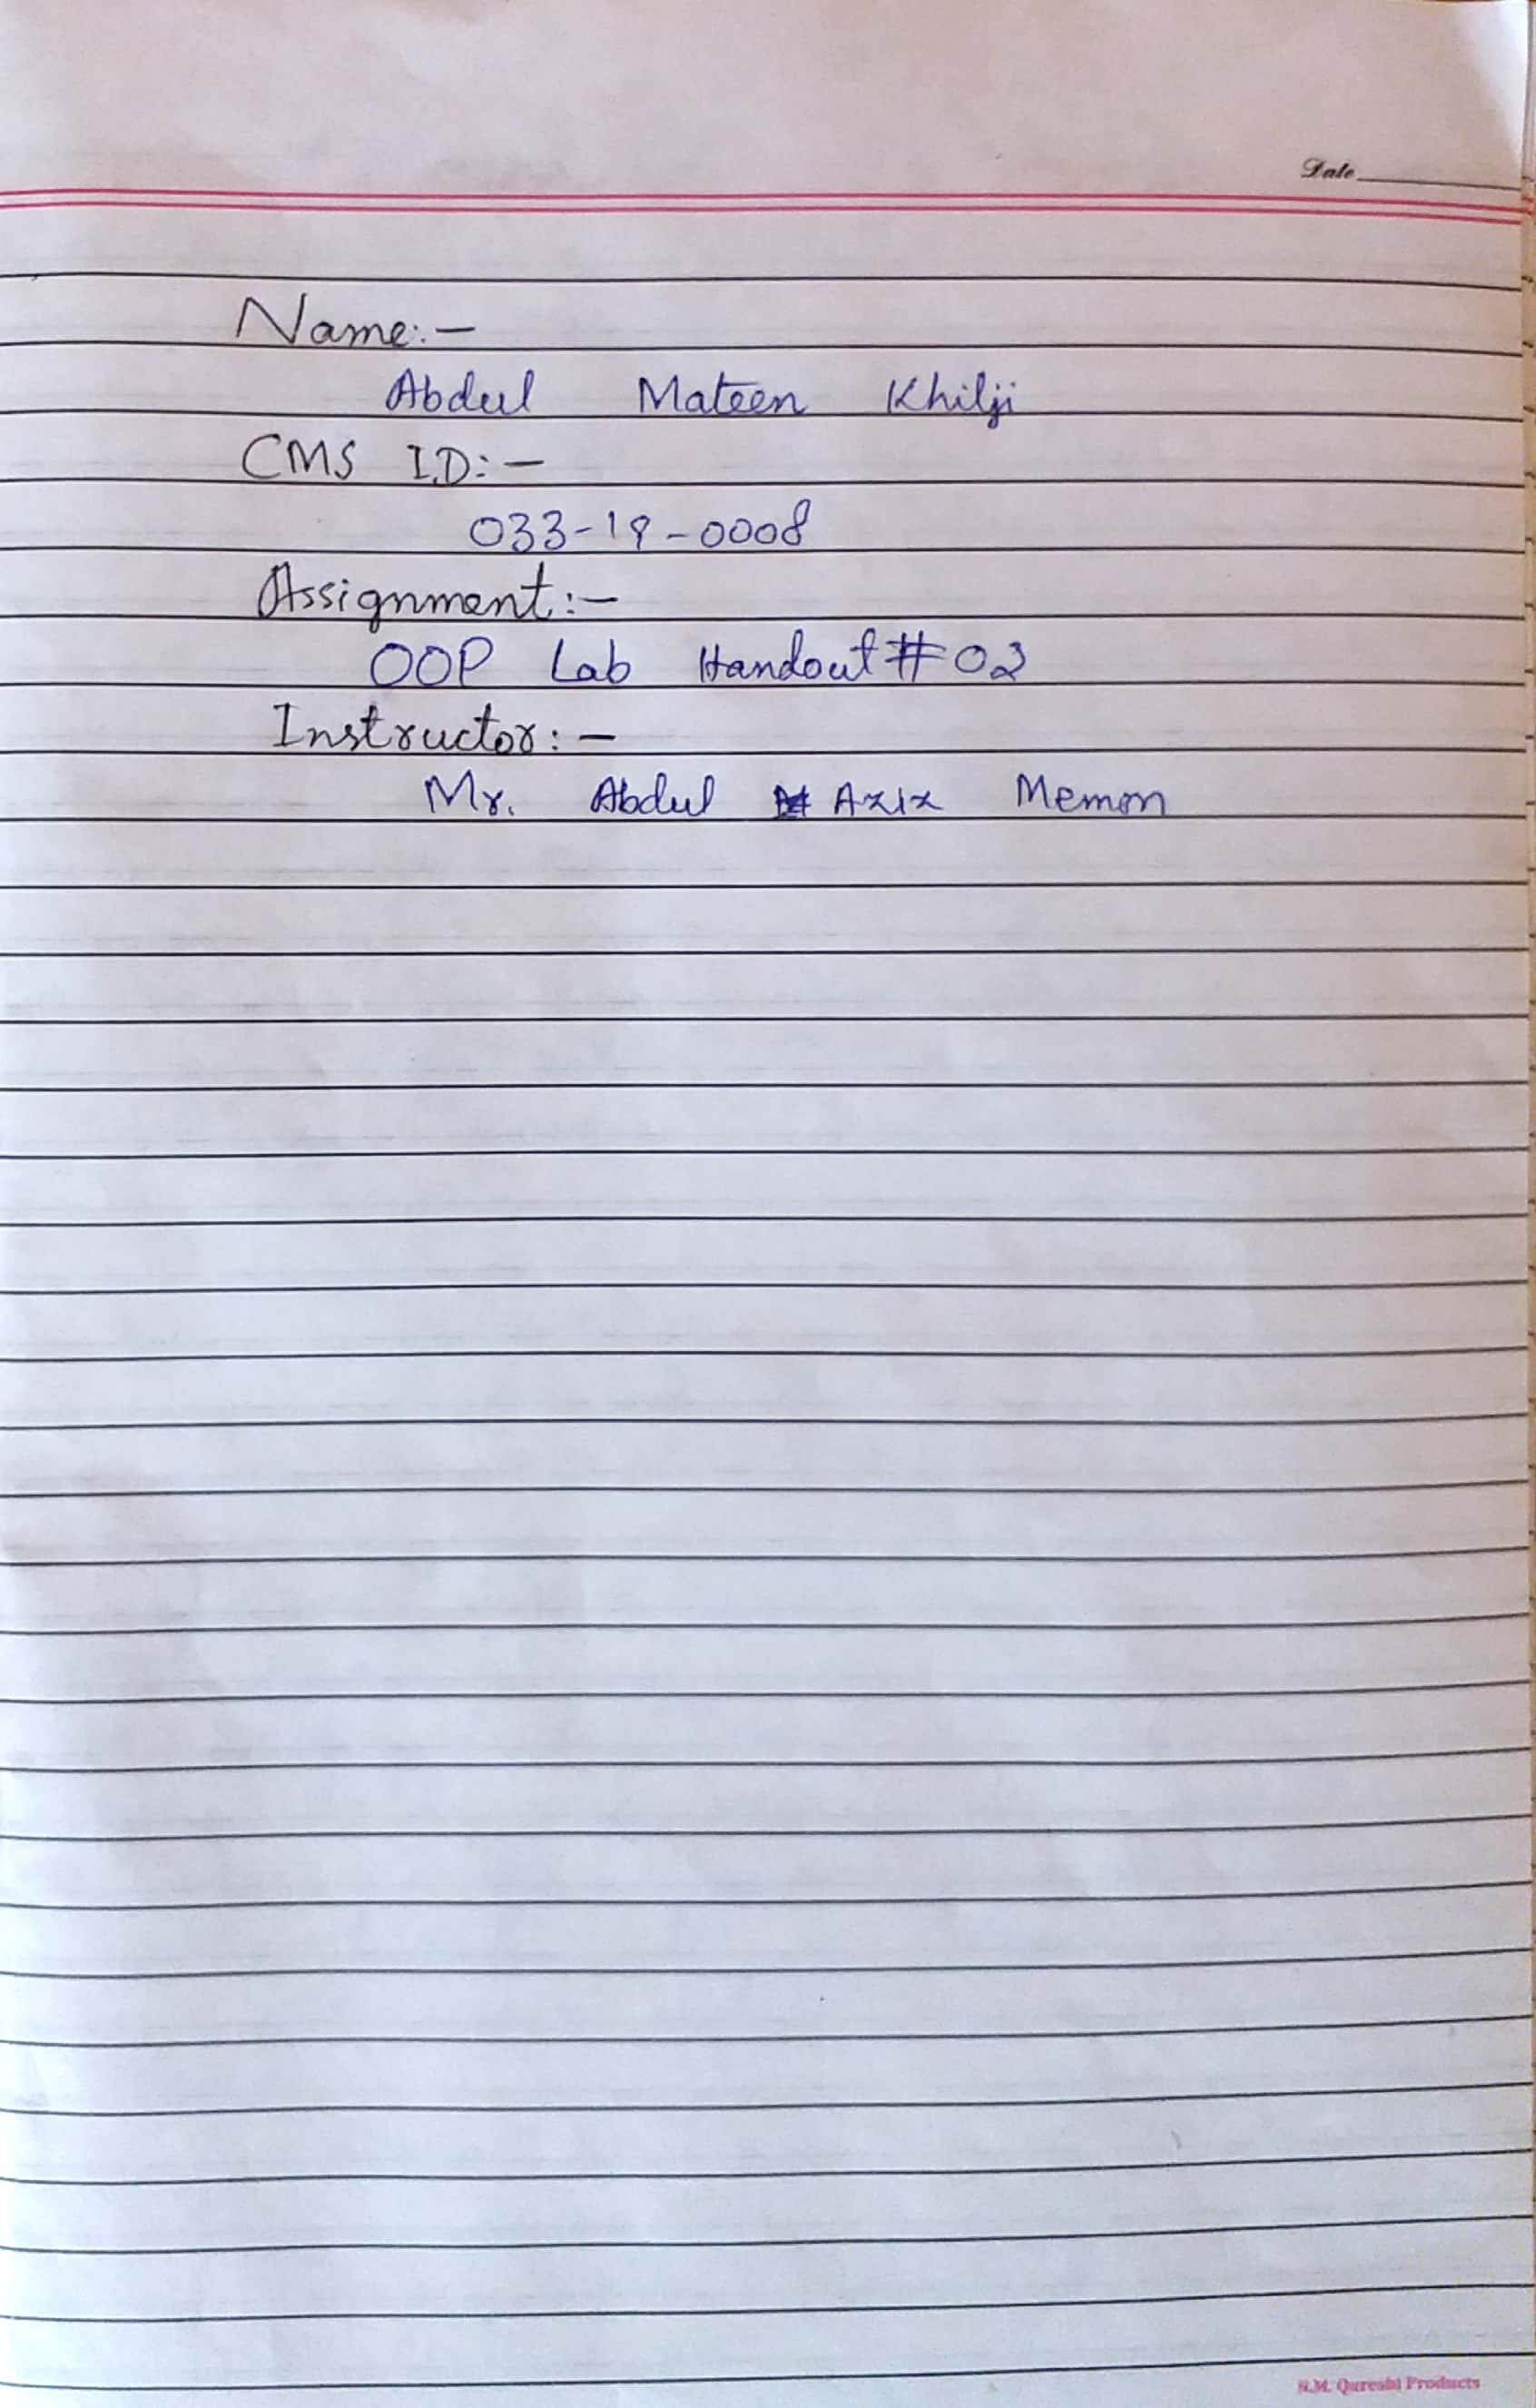 Date
Name:-
Abdul Mateen Khilji
CMS I.D:-
033-19-0008
Assignment:-
OOP Lab Handout # 02
Instructor:-
Mr. Abdul Aziz Memon
S.M. Qureshi Products